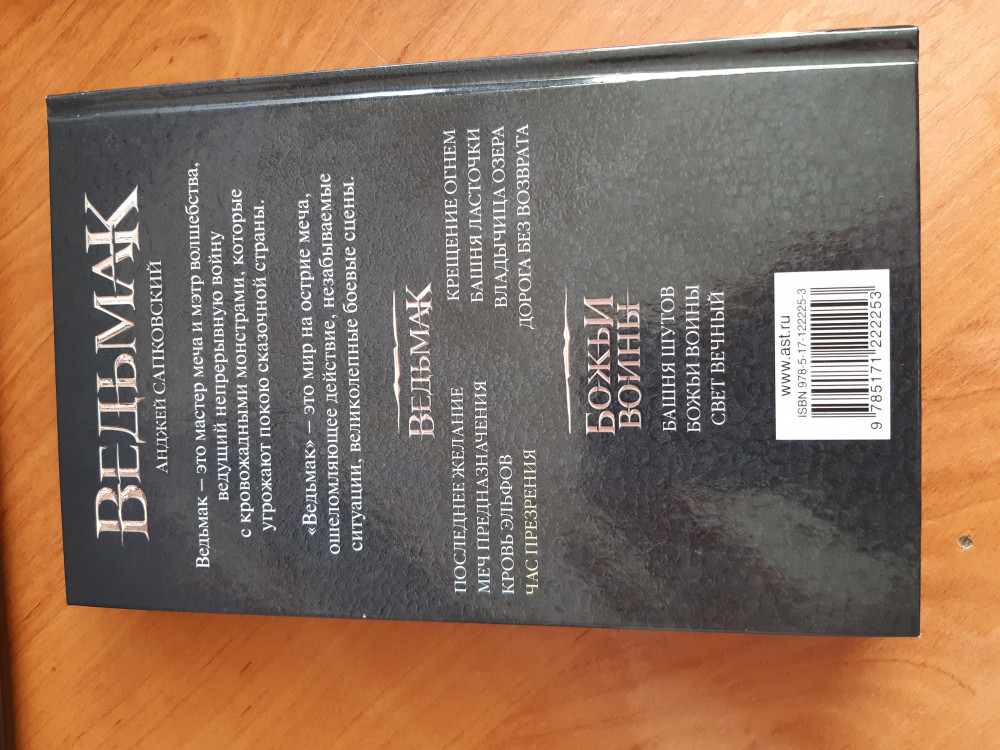 ВЕДЬМАК
АНДЖЕЙ САПКОВСКИЙ
Ведьмак – это мастер меча и мэтр волшебства,
ведущий непрерывную войну
с кровожадными монстрами, которые
угрожают покою сказочной страны.
«Ведьмак» – это мир на острие меча,
ошеломляющее действие, незабываемые
ситуации, великолепные боевые сцены.
ВЕДЬМАК
ПОСЛЕДНЕЕ ЖЕЛАНИЕ
МЕЧ ПРЕДНАЗНАЧЕНИЯ
КРОВЬ ЭЛЬФОВ
ЧАС ПРЕЗРЕНИЯ
КРЕЩЕНИЕ ОГНЕМ
БАШНЯ ЛАСТОЧКИ
ВЛАДЫЧИЦА ОЗЕРА
ДОРОГА БЕЗ ВОЗВРАТА
БОЖЬИ
ВОИНЫ
БАШНЯ ШУТОВ
БОЖЬИ ВОИНЫ
СВЕТ ВЕЧНЫЙ
www.ast.ru
ISBN 978-5-17-122225-3
9 785171 222253